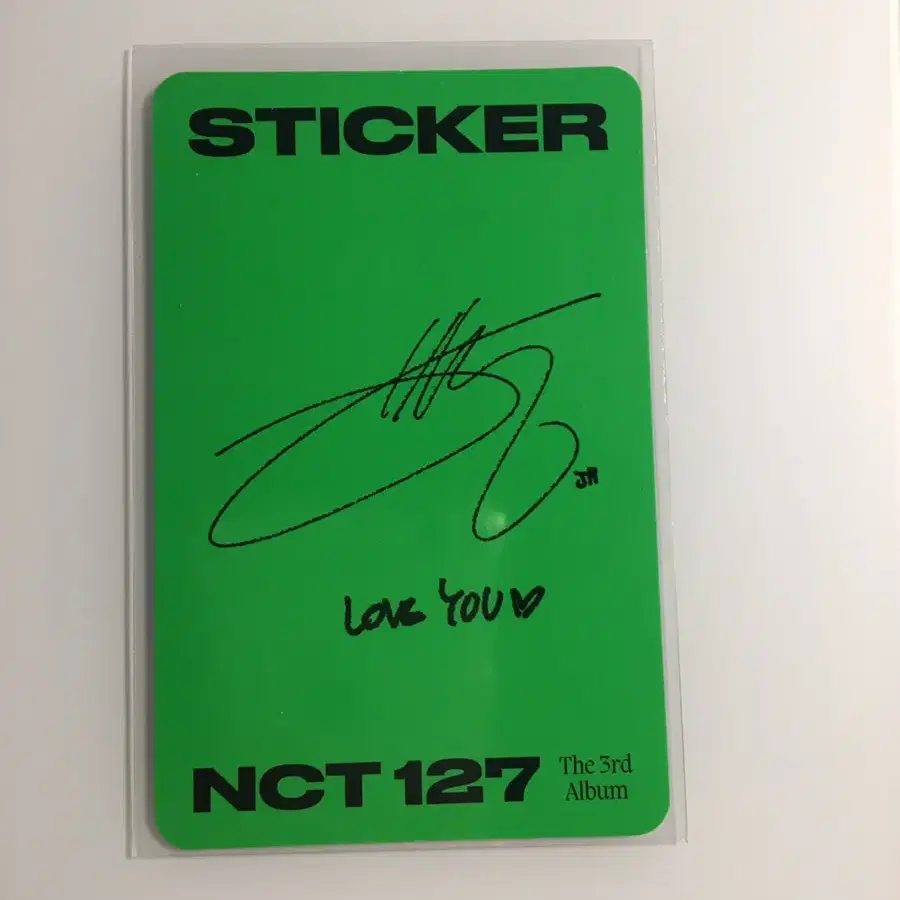 STICKER
JH
LOVE YOU♡
NCT 127
The 3rd
Album